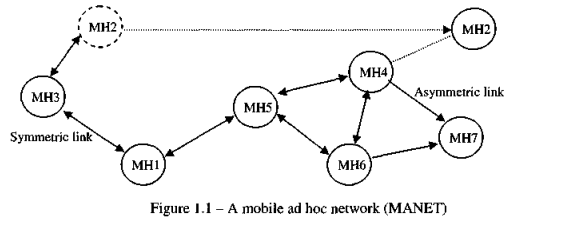 MH2
MH2
MH4
Asymmetric link
MH3
MH5
MH7
Symmetric link
MH1
MH6
Figure 1.1 – A mobile ad hoc network (MANET)